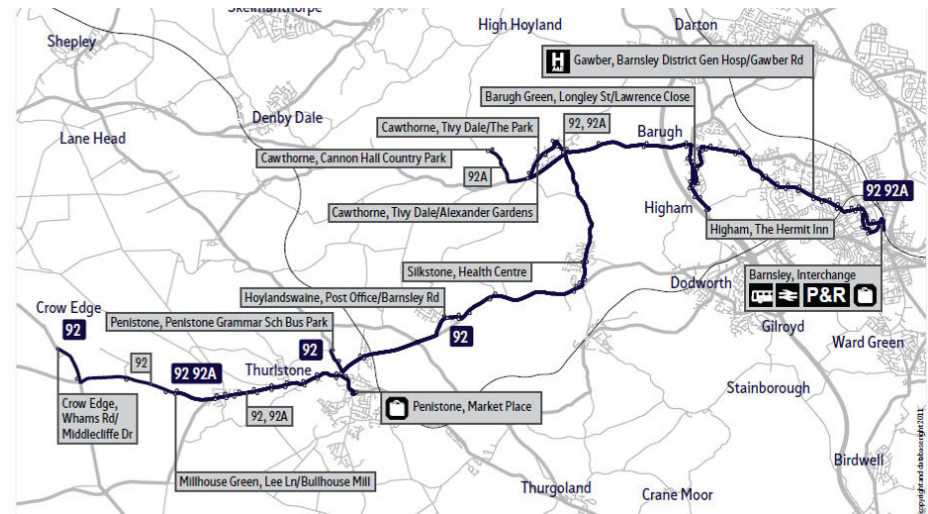 Skelmanthorpe
High Hoyland
Darton
Shepley
H
A&E
Gawber, Barnsley District Gen Hosp/Gawber Rd
Barugh Green, Longley St/Lawrence Close
Denby Dale
Lane Head
Cawthorne, Tivy Dale/The Park
92, 92A
Barugh
Cawthorne, Cannon Hall Country Park
92A
92 92A
Cawthorne, Tivy Dale/Alexander Gardens
Higham
Higham, The Hermit Inn
Silkstone, Health Centre
Barnsley, Interchange
P&R
Dodworth
Hoylandswaine, Post Office/Barnsley Rd
Crow Edge
Penistone, Penistone Grammar Sch Bus Park
Gilroyd
92
92
92
Ward Green
92
92 92A
Thurlstone
Stainborough
Crow Edge,
Whams Rd/
Middlecliffe Dr
92, 92A
Penistone, Market Place
Millhouse Green, Lee Ln/Bullhouse Mill
Birdwell
Thurgoland
Crane Moor
copyright and database right 2011